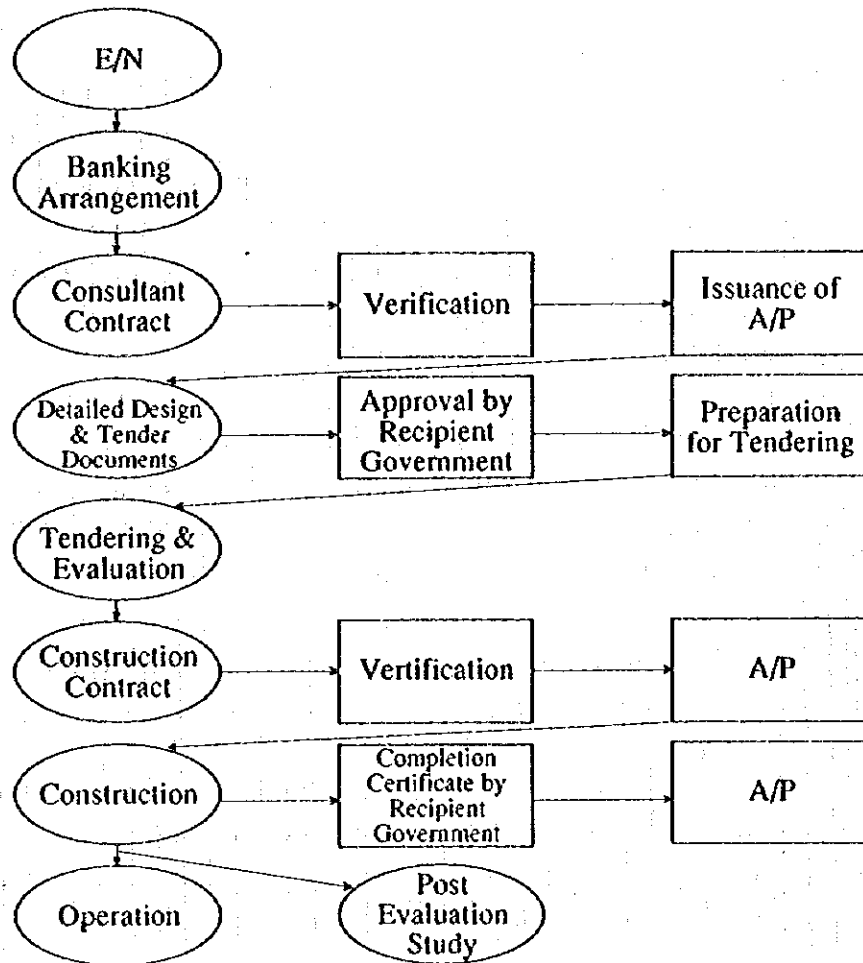 E/N
Banking
Arrangement
Consultant
Contract
Verification
Issuance of
A/P
Detailed Design
& Tender
Documents
Approval by
Recipient
Government
Preparation
for Tendering
Tendering &
Evaluation
Construction
Contract
Vertification
A/P
Construction
Completion
Certificate by
Recipient
Government
A/P
Operation
Post
Evaluation
Study